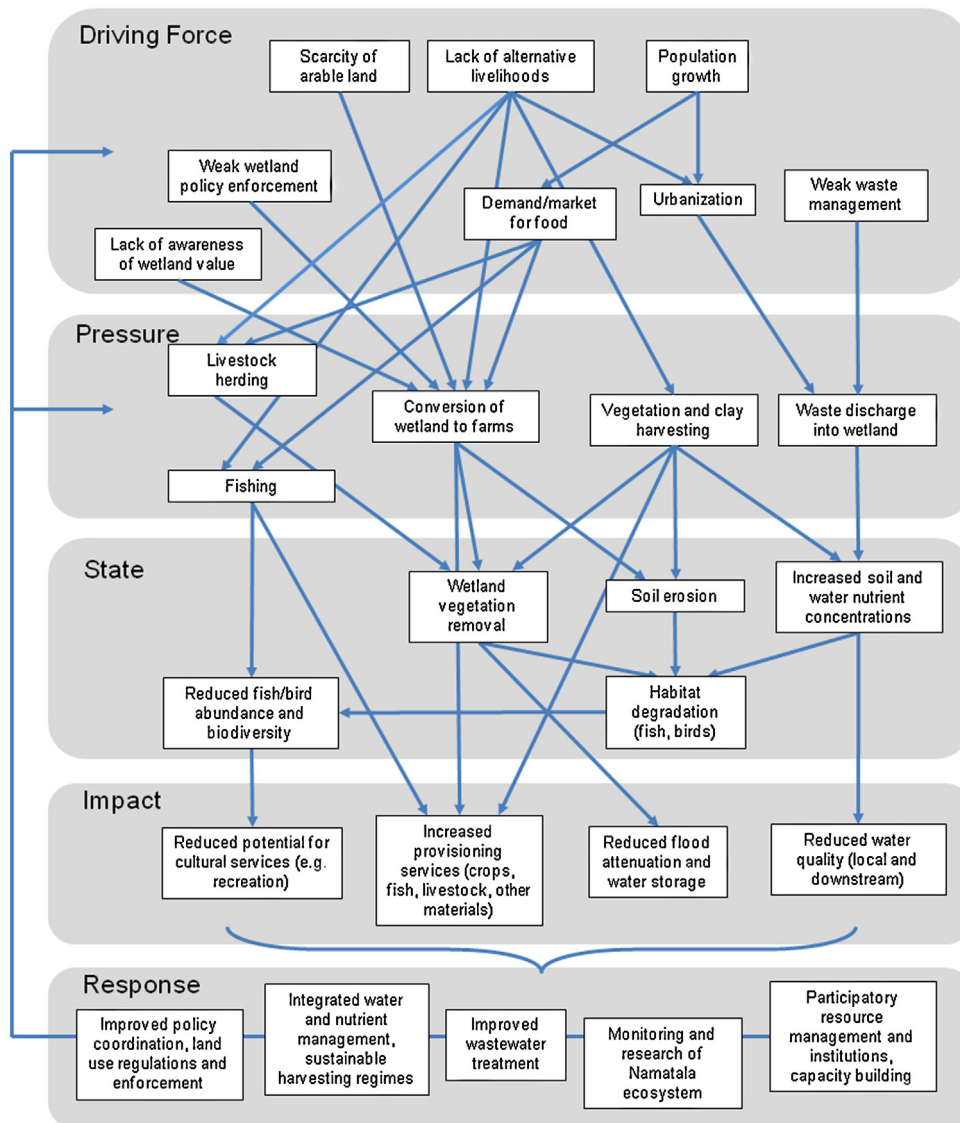 Driving Force
Scarcity of
arable land
Lack of alternative
livelihoods
Population
growth
Weak wetland
policy enforcement
Demand/market
for food
Urbanization
Weak waste
management
Lack of awareness
of wetland value
Pressure
Livestock
herding
Conversion of
wetland to farms
Vegetation and clay
harvesting
Waste discharge
into wetland
Fishing
State
Wetland
vegetation
removal
Soil erosion
Increased soil and
water nutrient
concentrations
Reduced fish/bird
abundance and
biodiversity
Habitat
degradation
(fish, birds)
Impact
Reduced potential for
cultural services (e.g.
recreation)
Increased
provisioning
services (crops,
fish, livestock, other
materials)
Reduced flood
attenuation and
water storage
Reduced water
quality (local and
downstream)
Response
Improved policy
coordination, land
use regulations and
enforcement
Integrated water
and nutrient
management,
sustainable
harvesting regimes
Improved
wastewater
treatment
Monitoring and
research of
Namatala
ecosystem
Participatory
resource
management and
institutions,
capacity building